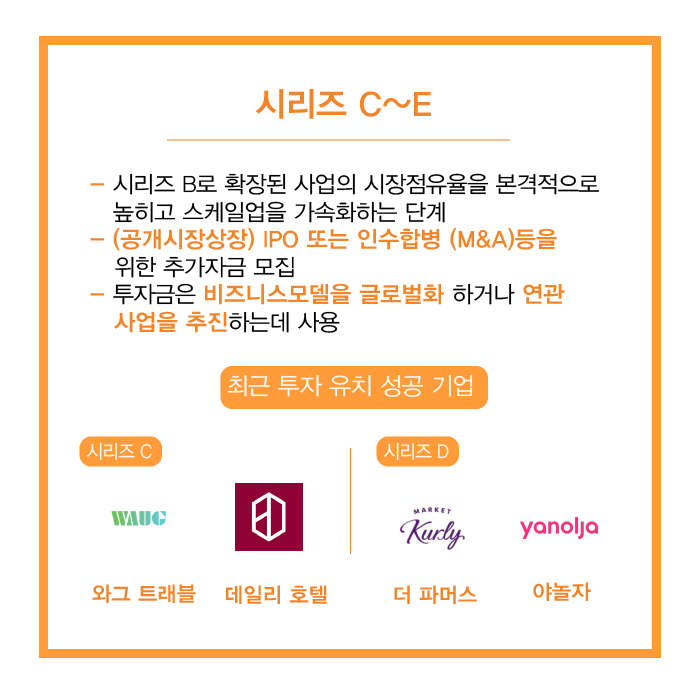 시리즈 C~E
- 시리즈 B로 확장된 사업의 시장점유율을 본격적으로
높히고 스케일업을 가속화하는 단계
- (공개시장상장) IPO 또는 인수합병 (M&A)등을
위한 추가자금 모집
- 투자금은 비즈니스모델을 글로벌화 하거나 연관
사업을 추진하는데 사용
최근 투자 유치 성공 기업
시리즈 C
WAUG
와그 트래블
데일리 호텔
시리즈 D
MARKET
Kurly
yanolja
더 파머스
야놀자